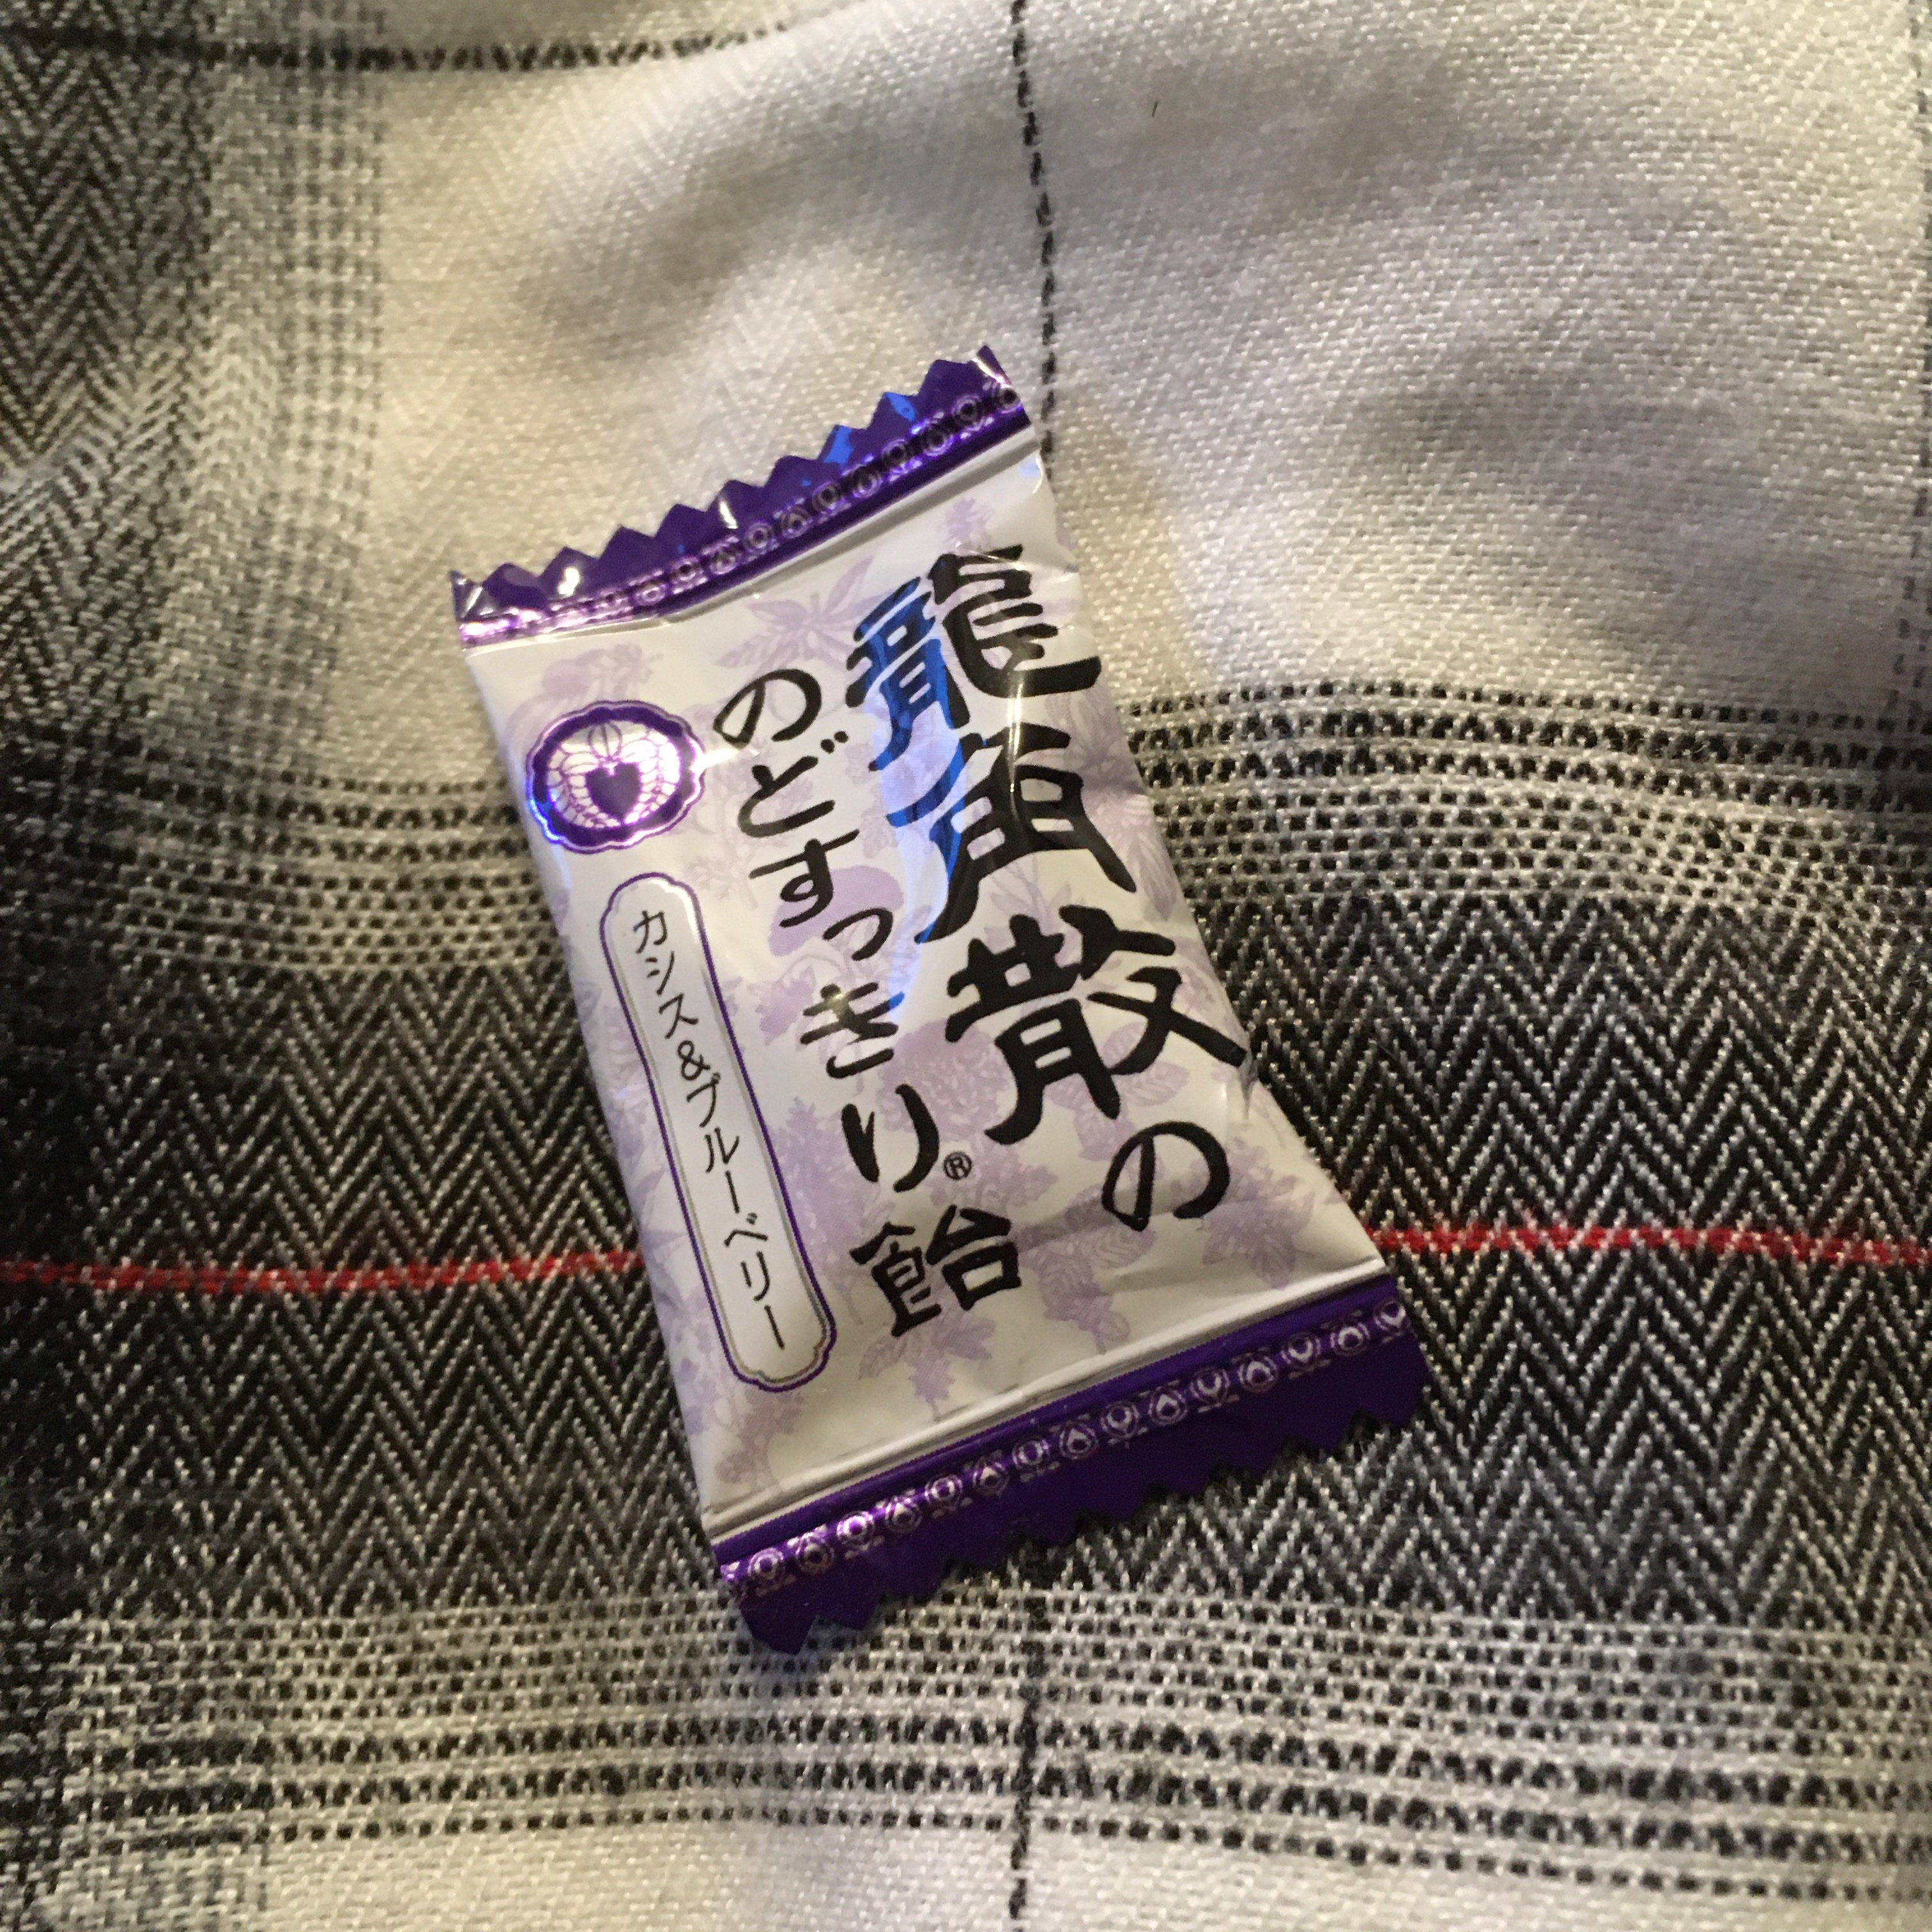 龍角散の
のどすっきり®飴
カシス&ブルーベリー